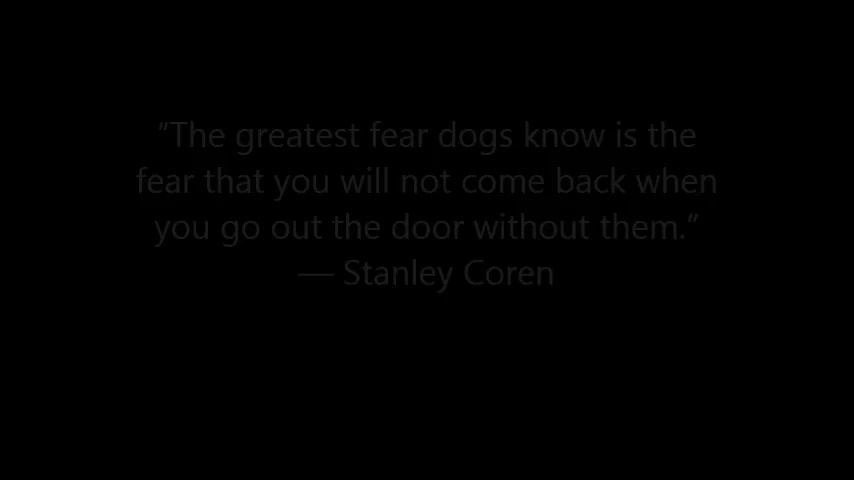 “The greatest fear dogs know is the
fear that you will not come back when
you go out the door without them.”
— Stanley Coren